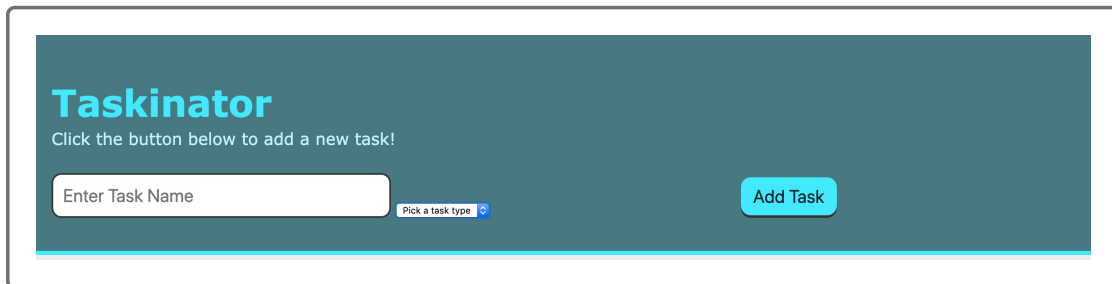 Taskinator
Click the button below to add a new task!
Enter Task Name
Pick a task type
Add Task